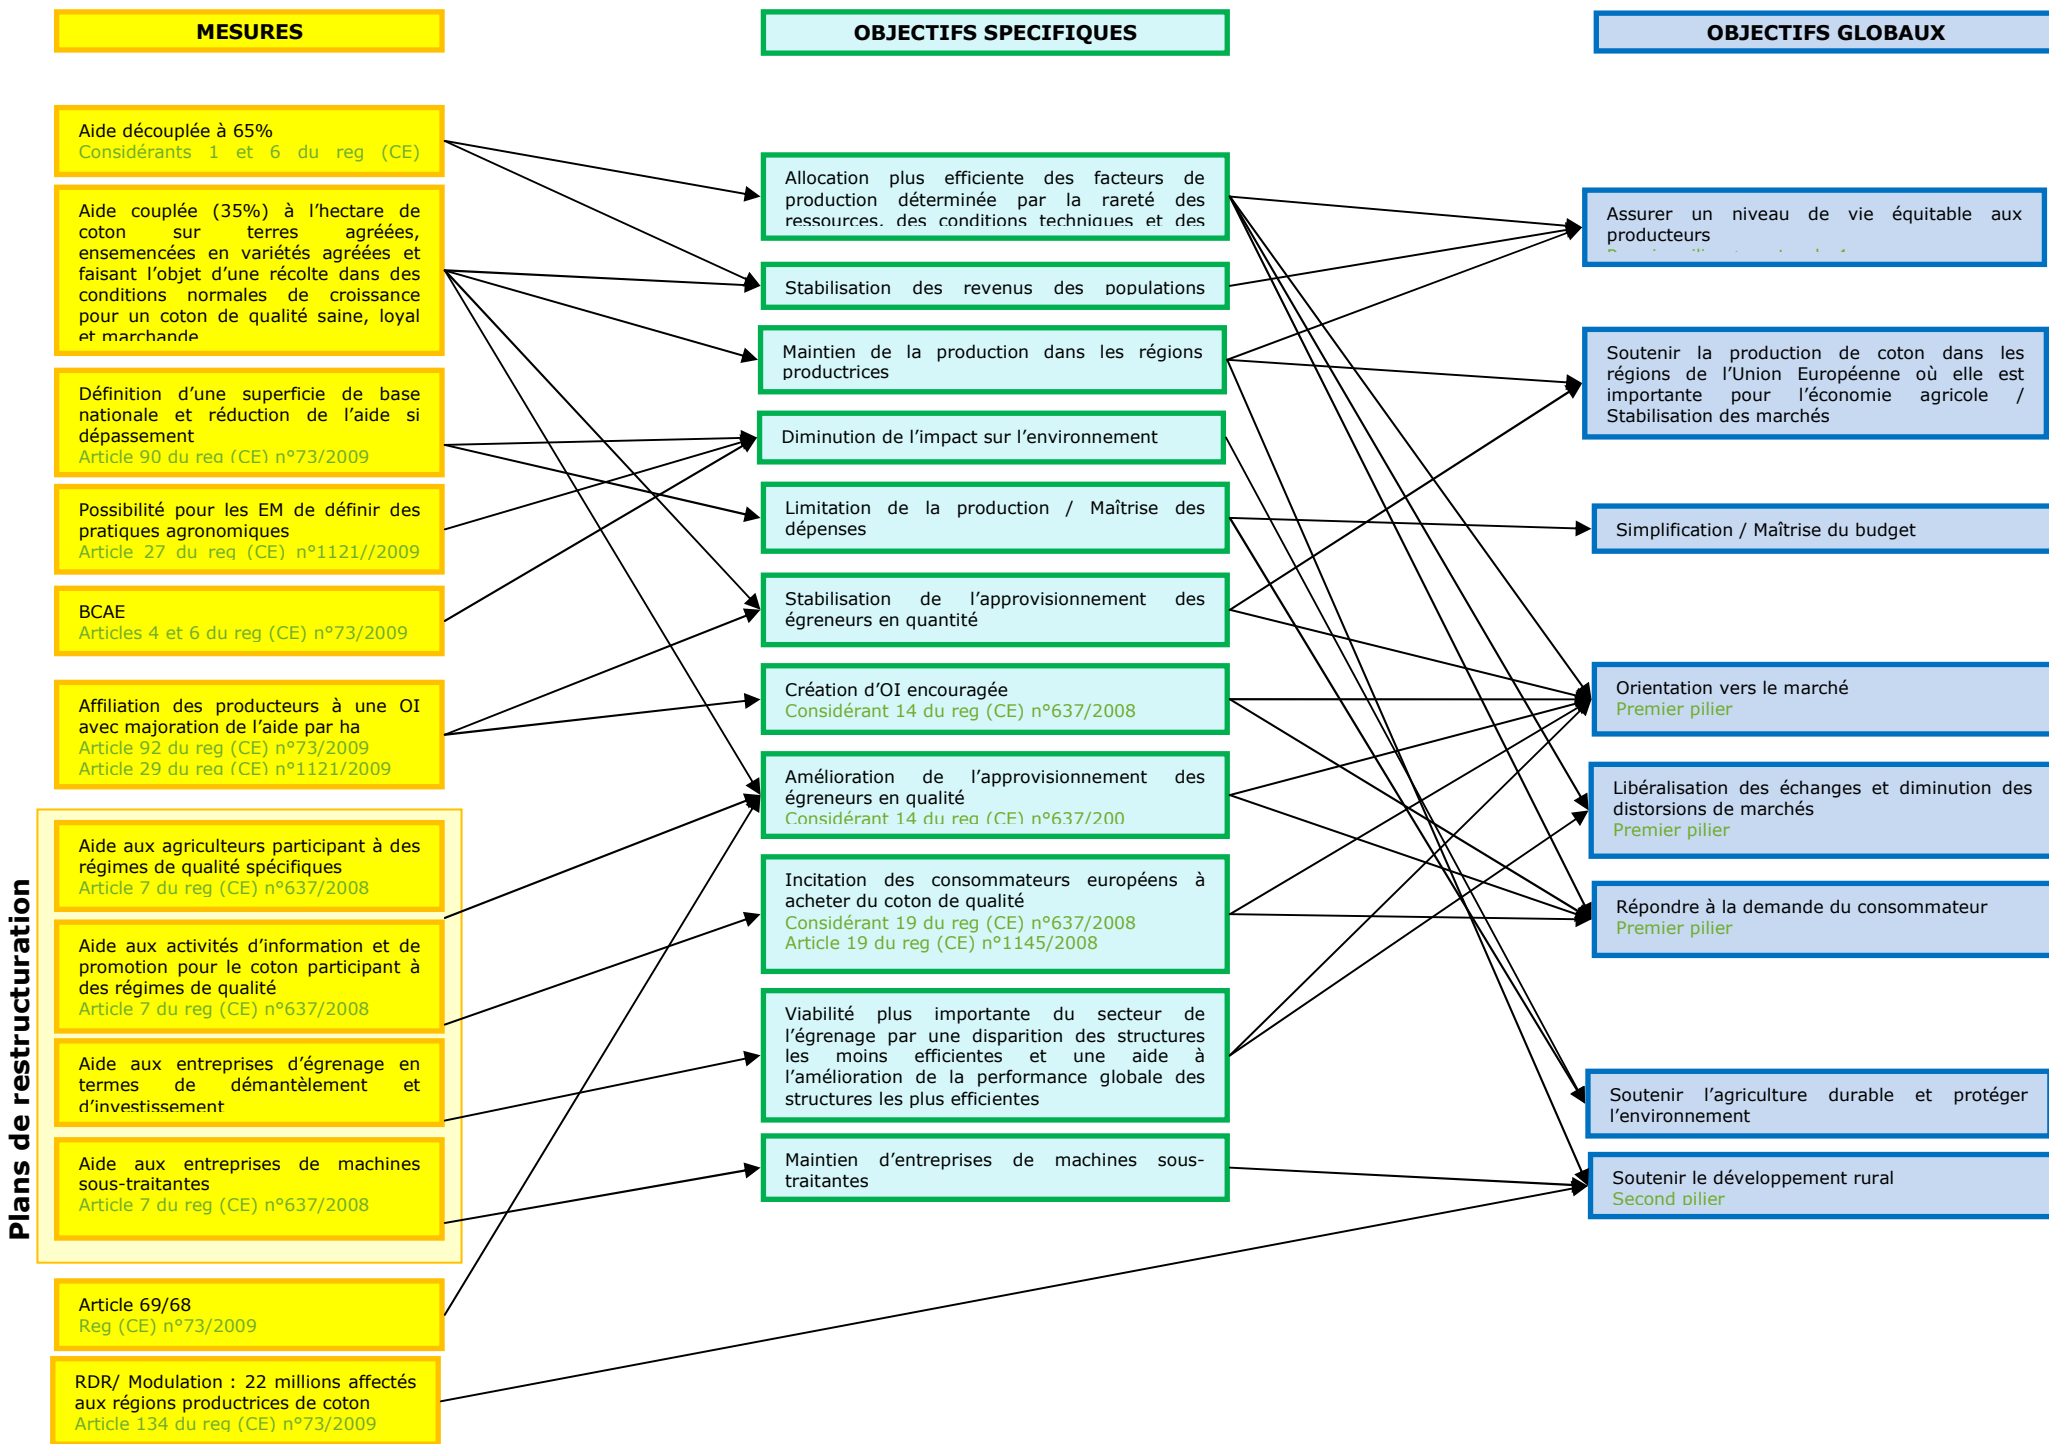 MESURES
Aide découplée à 65%
Considérants 1 et 6 du reg (CE)
Aide couplée (35%) à l'hectare de
coton sur terres agréées,
ensemencées en variétés agréées et
faisant l'objet d'une récolte dans des
conditions normales de croissance
pour un coton de qualité saine, loyal
et marchande
Définition d'une superficie de base
nationale et réduction de l'aide si
dépassement
Article 90 du reg (CE) n°73/2009
Possibilité pour les EM de définir des
pratiques agronomiques
Article 27 du reg (CE) n°1121//2009
BCAE
Articles 4 et 6 du reg (CE) n°73/2009
Affiliation des producteurs à une OI
avec majoration de l'aide par ha
Article 92 du reg (CE) n°73/2009
Article 29 du reg (CE) n°1121/2009
Plans de restructuration
Aide aux agriculteurs participant à des
régimes de qualité spécifiques
Article 7 du reg (CE) n°637/2008
Aide aux activités d'information et de
promotion pour le coton participant à
des régimes de qualité
Article 7 du reg (CE) n°637/2008
Aide aux entreprises d'égrenage en
termes de démantèlement et
d'investissement
Aide aux entreprises de machines
sous-traitantes
Article 7 du reg (CE) n°637/2008
Article 69/68
Reg (CE) n°73/2009
RDR/ Modulation : 22 millions affectés
aux régions productrices de coton
Article 134 du reg (CE) n°73/2009
OBJECTIFS SPECIFIQUES
Allocation plus efficiente des facteurs de
production déterminée par la rareté des
ressources, des conditions techniques et des
Stabilisation des revenus des populations
Maintien de la production dans les régions
productrices
Diminution de l'impact sur l'environnement
Limitation de la production / Maîtrise des
dépenses
Stabilisation de l'approvisionnement des
égreneurs en quantité
Création d'OI encouragée
Considérant 14 du reg (CE) n°637/2008
Amélioration de l'approvisionnement des
égreneurs en qualité
Considérant 14 du reg (CE) n°637/200
Incitation des consommateurs européens à
acheter du coton de qualité
Considérant 19 du reg (CE) n°637/2008
Article 19 du reg (CE) n°1145/2008
Viabilité plus importante du secteur de
l'égrenage par une disparition des structures
les moins efficientes et une aide à
l'amélioration de la performance globale des
structures les plus efficientes
Maintien d'entreprises de machines sous-
traitantes
OBJECTIFS GLOBAUX
Assurer un niveau de vie équitable aux
producteurs
Soutenir la production de coton dans les
régions de l'Union Européenne où elle est
importante pour l'économie agricole /
Stabilisation des marchés
Simplification / Maîtrise du budget
Orientation vers le marché
Premier pilier
Libéralisation des échanges et diminution des
distorsions de marchés
Premier pilier
Répondre à la demande du consommateur
Premier pilier
Soutenir l'agriculture durable et protéger
l'environnement
Soutenir le développement rural
Second pilier